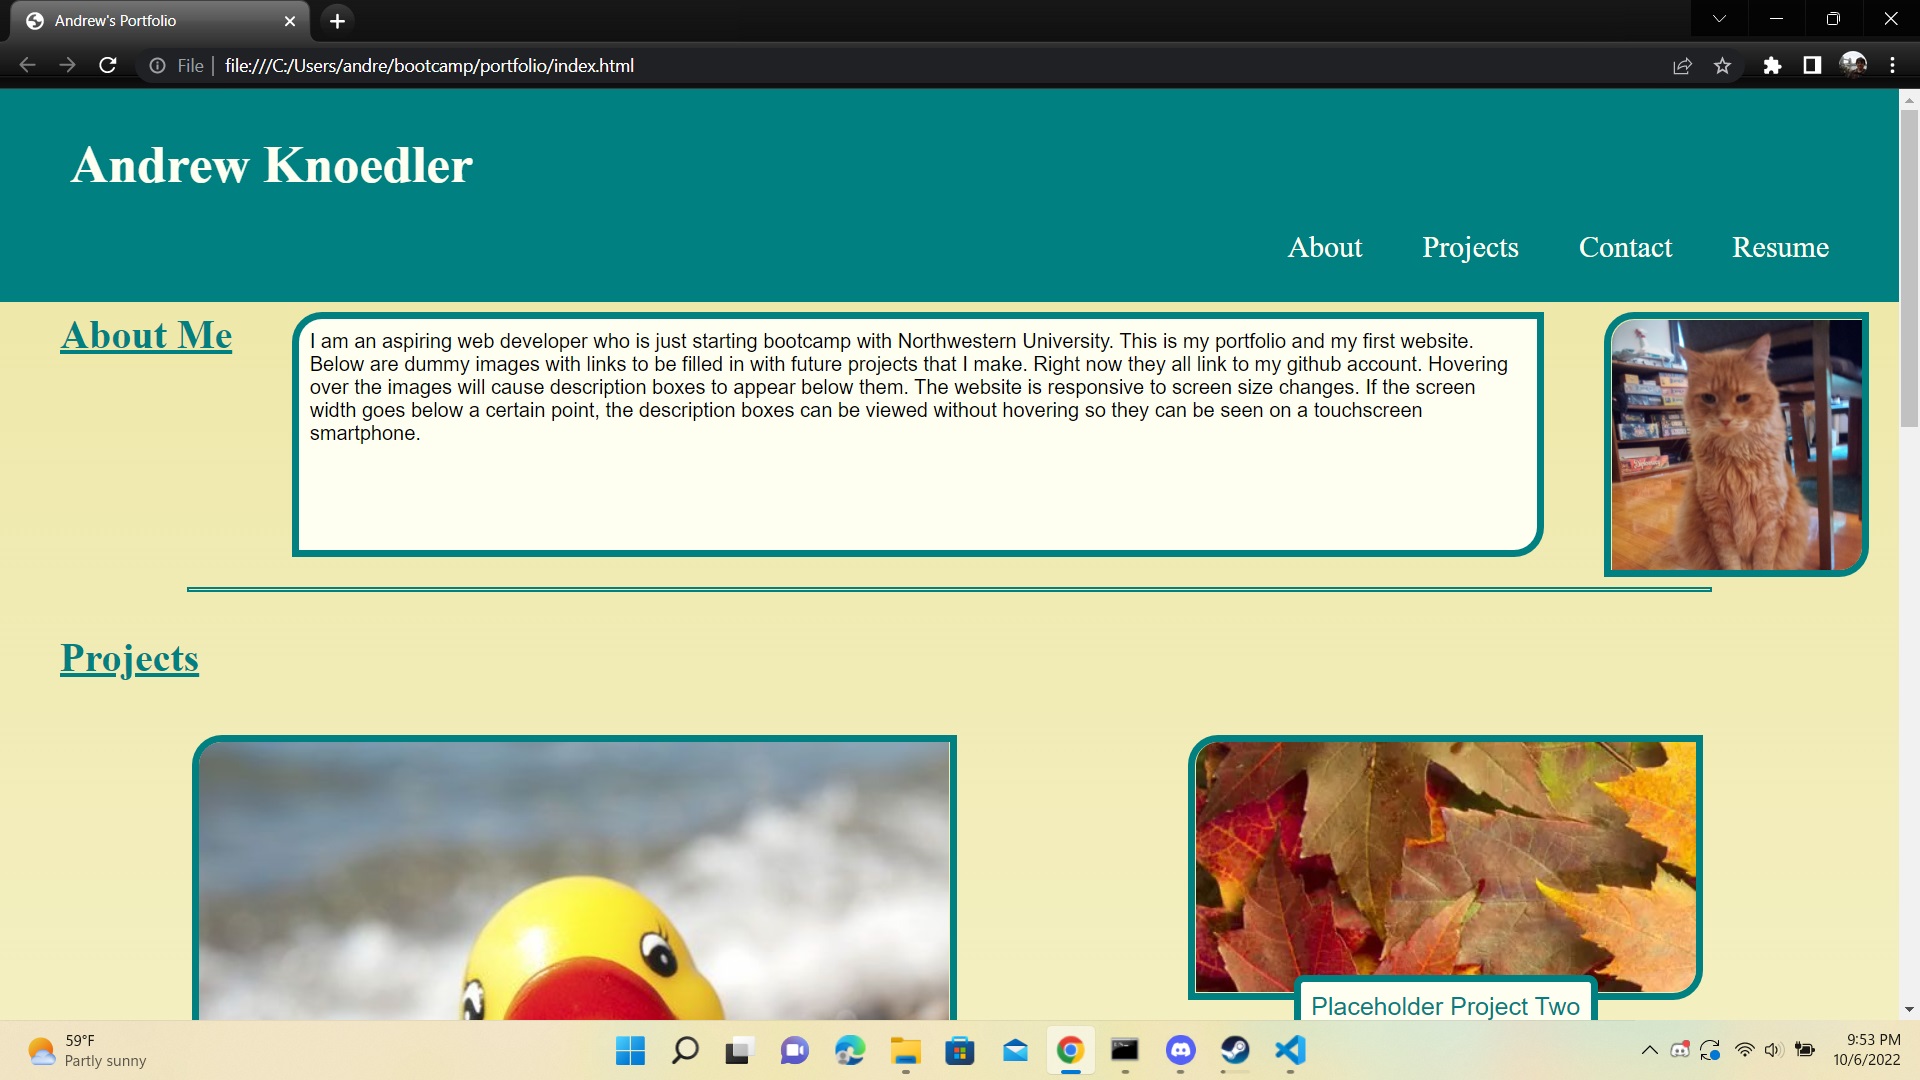 Andrew's Portfolio
File
file:///C:/Users/andre/bootcamp/portfolio/index.html
Andrew Knoedler
About Projects Contact Resume
About Me
I am an aspiring web developer who is just starting bootcamp with Northwestern University. This is my portfolio and my first website.
Below are dummy images with links to be filled in with future projects that I make. Right now they all link to my github account. Hovering
over the images will cause description boxes to appear below them. The website is responsive to screen size changes. If the screen
width goes below a certain point, the description boxes can be viewed without hovering so they can be seen on a touchscreen
smartphone.
Projects
Placeholder Project Two
59°F
Partly sunny
9:53 PM
10/6/2022